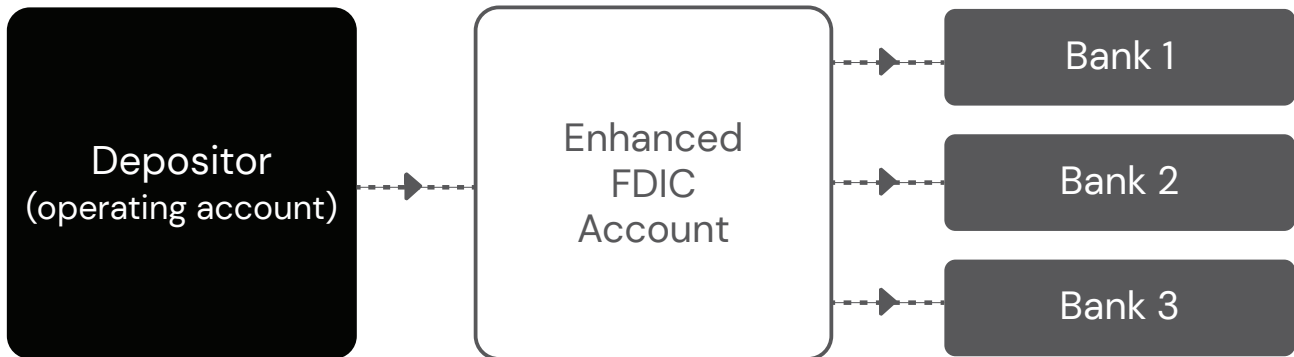 Depositor
(operating account)
Enhanced
FDIC
Account
Bank 1
Bank 2
Bank 3